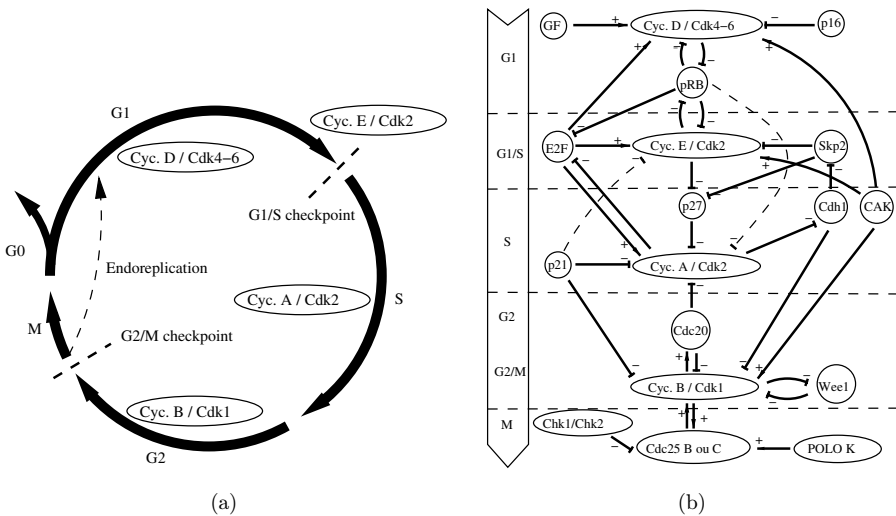 G1
Cyc. E / Cdk2
Cyc. D / Cdk4-6
G1/S checkpoint
G0
Endoreplication
Cyc. A / Cdk2
S
M
G2/M checkpoint
Cyc. B / Cdk1
G2
(a)
GF
+
Cyc. D / Cdk4-6
−
p16
G1
+
−
−
+
pRB
−
−
−
G1/S
E2F
+
Cyc. E / Cdk2
−
Skp2
−
−
+
−
−
−
p27
Cdh1
CAK
S
+
−
−
−
p21
−
Cyc. A / Cdk2
−
G2
Cdc20
+
−
−
−
+
G2/M
Cyc. B / Cdk1
−
−
Wee1
M
Chk1/Chk2
+
+
−
Cdc25 B ou C
+
POLO K
(b)